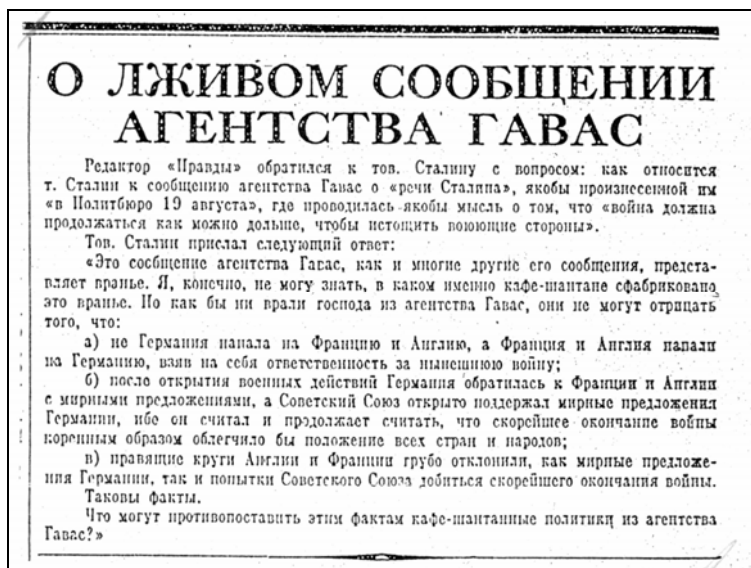 О ЛЖИВОМ СООБЩЕНИИ
АГЕНТСТВА ГАВАС
Редактор «Правды» обратился к тов. Сталину с вопросом: как относится
т. Сталин к сообщению агентства Гавас о «речи Сталина», якобы произнесенной им
«в Политбюро 19 августа», где проводилась якобы мысль о том, что «война должна
продолжаться как можно дольше, чтобы истощить воюющие стороны».
Тов. Сталин прислал следующий ответ:
«Это сообщение агентства Гавас, как и многие другие его сообщения, предста-
вляет вранье. Я, конечно, не могу знать, в каком именно кафе-шантане сфабриковано
это вранье. Но как бы ни врали господа из агентства Гавас, они не могут отрицать
того, что:
а) не Германия напала на Францию и Англию, а Франция и Англия напали
на Германию, взяв на себя ответственность за нынешнюю войну;
б) после открытия военных действий Германия обратилась к Франции и Англии
с мирными предложениями, а Советский Союз открыто поддержал мирные предложения
Германии, ибо он считал и продолжает считать, что скорейшее окончание войны
коренным образом облегчило бы положение всех стран и народов;
в) правящие круги Англии и Франции грубо отклонили, как мирные предложе-
ния Германии, так и попытки Советского Союза добиться скорейшего окончания войны.
Таковы факты.
Что могут противопоставить этим фактам кафе-шантанные политики из агентства
Гавас?»